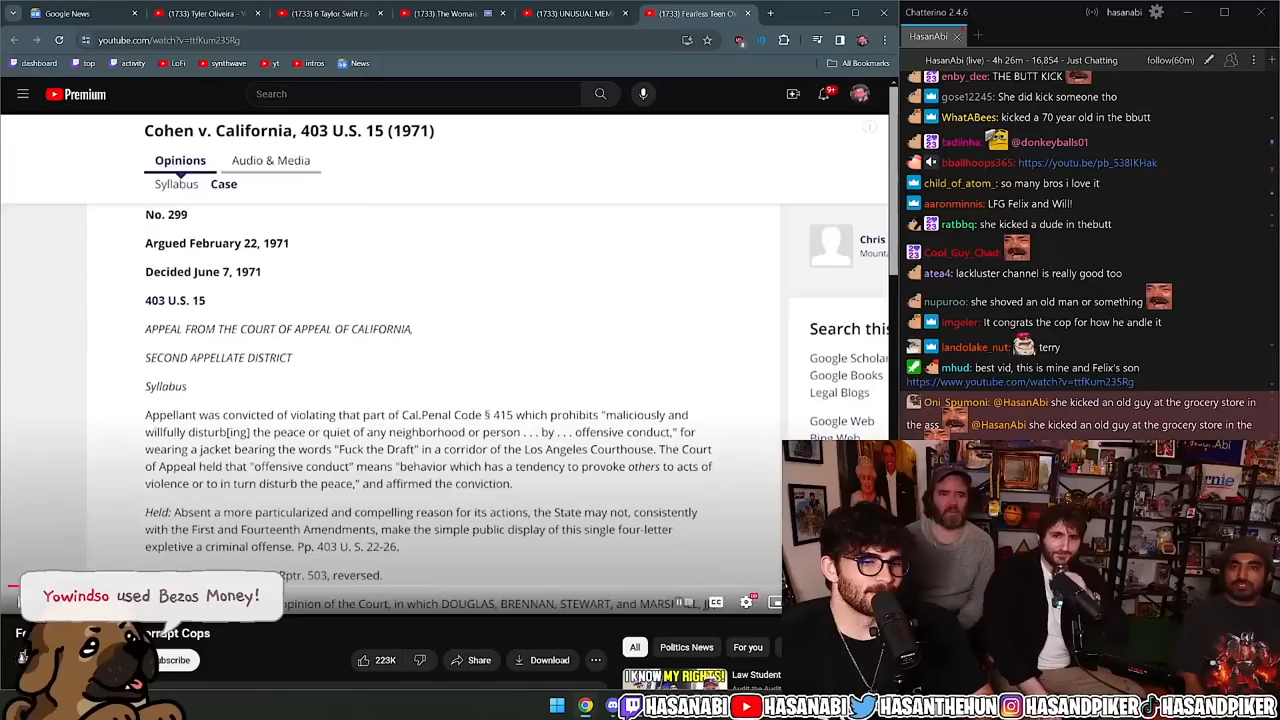 Google News
(1733) Tyler Oliveira – Y
(1733) 6 Taylor Swift Fa
(1733) The Woman
(1733) UNUSUAL MEM
(1733) Fearless Teen O
youtube.com/watch?v=ttfKum235Rg
dashboard
top
activity
LoFi
synthwave
yt
intros
News
All Bookmarks
Premium
Search
9+
Cohen v. California, 403 U.S. 15 (1971)
Opinions
Audio & Media
Syllabus
Case
No. 299
Argued February 22, 1971
Decided June 7, 1971
403 U.S. 15
APPEAL FROM THE COURT OF APPEAL OF CALIFORNIA,
SECOND APPELLATE DISTRICT
Syllabus
Appellant was convicted of violating that part of Cal.Penal Code § 415 which prohibits "maliciously and
willfully disturb[ing] the peace or quiet of any neighborhood or person . . . by . . . offensive conduct," for
wearing a jacket bearing the words "Fuck the Draft" in a corridor of the Los Angeles Courthouse. The Court
of Appeal held that "offensive conduct" means "behavior which has a tendency to provoke others to acts of
violence or to in turn disturb the peace," and affirmed the conviction.
Held: Absent a more particularized and compelling reason for its actions, the State may not, consistently
with the First and Fourteenth Amendments, make the simple public display of this single four-letter
expletive a criminal offense. Pp. 403 U. S. 22-26.
Rptr. 503, reversed.
opinion of the Court, in which DOUGLAS, BRENNAN, STEWART, and
Chris
Mounta
Search this
Google Scholar
Google Books
Legal Blogs
Google Web
Bing Web
Yowindso used Bezos Money!
Cops
223K
Share
Download
All
Politics News
For you
I KNOW MY RIGHTS!
Law Student
Chatterino 2.4.6
hasanabi
HasanAbi
HasanAbi (live) - 4h 26m - 16,854 - Just Chatting
follow(60m)
enby_dee: THE BUTT KICK
gose12245: She did kick someone tho
WhatABees: kicked a 70 year old in the bbutt
tadiinha: @donkeyballs01
bballhoops365: https://youtu.be/pb_538IKHak
child_of_atom_: so many bros i love it
aaronminnis: LFG Felix and Will!
ratbbq: she kicked a dude in thebutt
Cool_Guy_Chad:
atea4: lackluster channel is really good too
nupuroo: she shoved an old man or something
imgeier: It congrats the cop for how he andle it
landolake_nut: terry
mhud: best vid, this is mine and Felix's son
https://www.youtube.com/watch?v=ttfKum235Rg
Oni_Spumoni: @HasanAbi she kicked an old guy at the grocery store in
the ass @HasanAbi she kicked an old guy at the grocery store in the
HASANABI
HASANABI
HASANTHEHUN
HASANDPIKER
HASANDPIKER